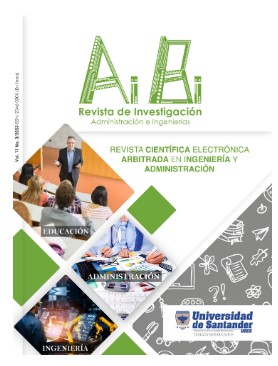 AiBi
Revista de Investigación
Administración e Ingenierías
REVISTA CIENTÍFICA ELECTRÓNICA
ARBITRADA EN INGENIERÍA Y
ADMINISTRACIÓN
EDUCACIÓN
ADMINISTRACIÓN
INGENIERÍA
Universidad
de Santander
UDES